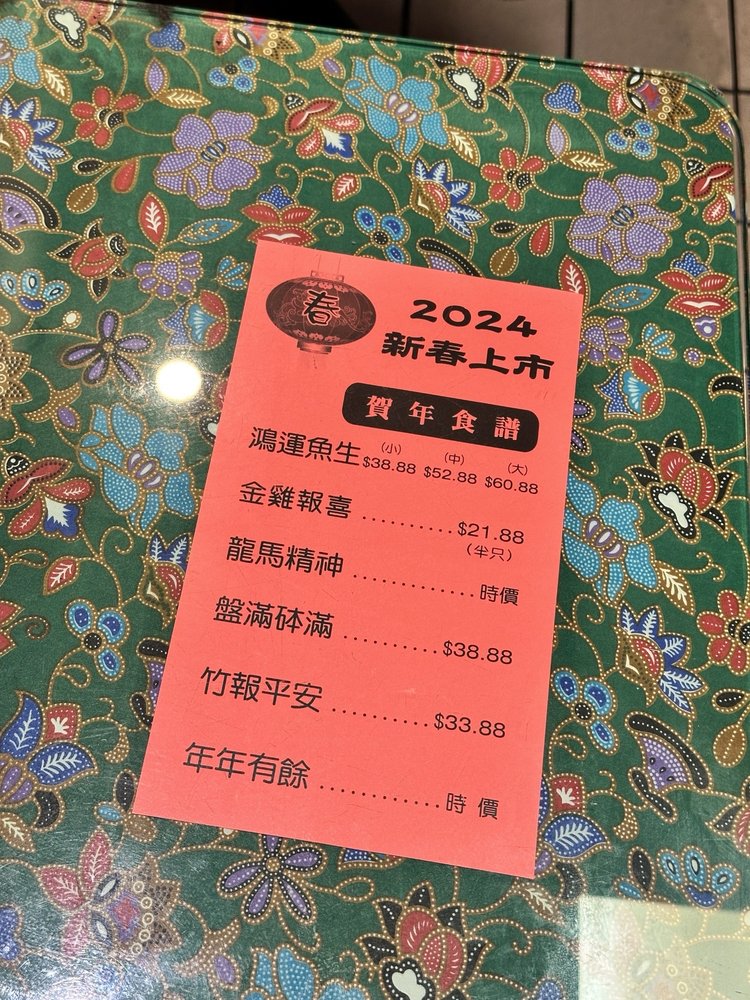 春
2024
新春上市
賀年食譜
鴻運魚生 (小) $38.88 (中) $52.88 (大) $60.88
金雞報喜 .......... $21.88
(半只)
龍馬精神 ............ 時價
盤滿砵滿 .......... $38.88
竹報平安 .......... $33.88
年年有餘 ............ 時 價